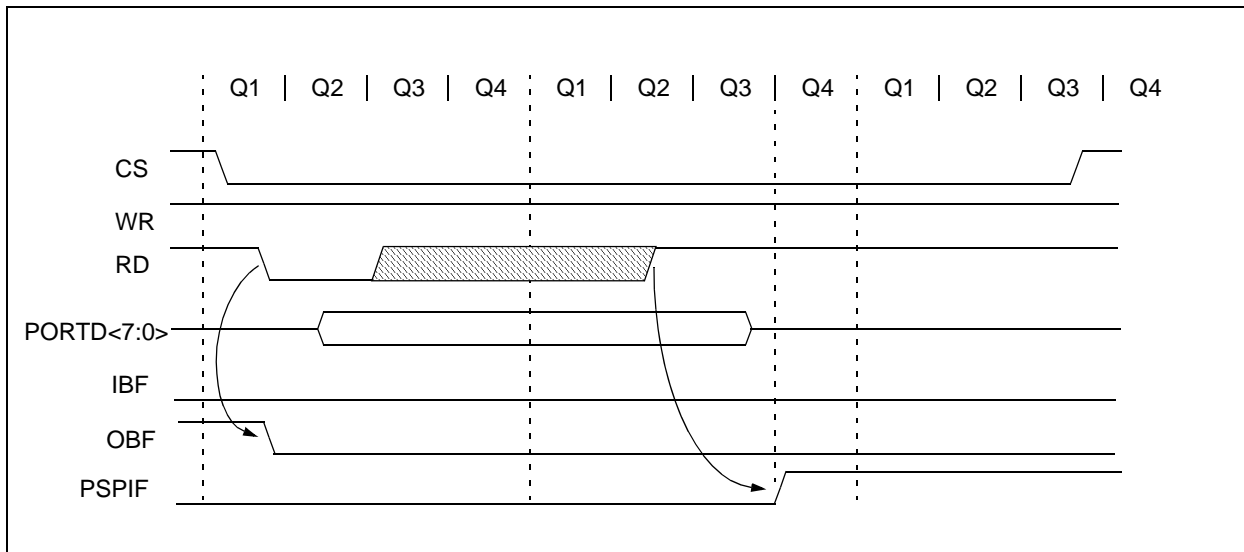 Q1 | Q2 | Q3 | Q4 Q1 | Q2 | Q3 Q4 Q1 | Q2 | Q3 | Q4
CS
WR
RD
PORTD<7:0>
IBF
OBF
PSPIF